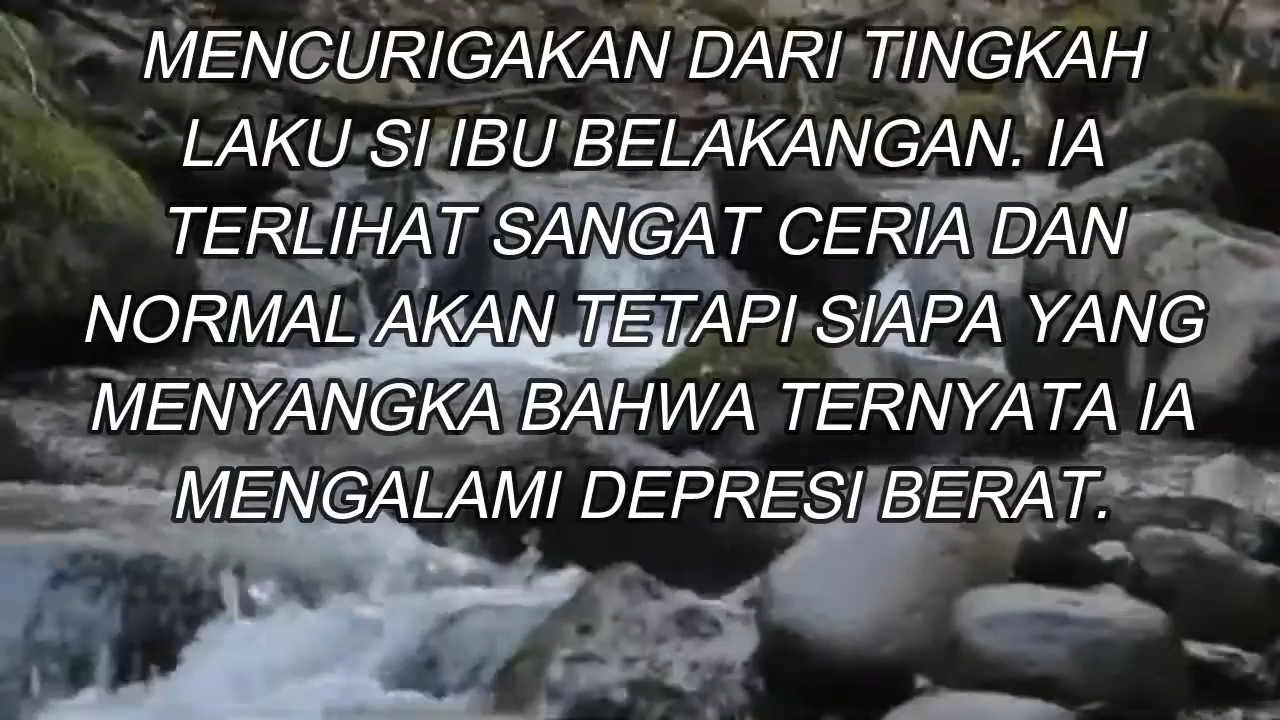 MENCURIGAKAN DARI TINGKAH
LAKU SI IBU BELAKANGAN. IA
TERLIHAT SANGAT CERIA DAN
NORMAL AKAN TETAPI SIAPA YANG
MENYANGKA BAHWA TERNYATA IA
MENGALAMI DEPRESI BERAT.